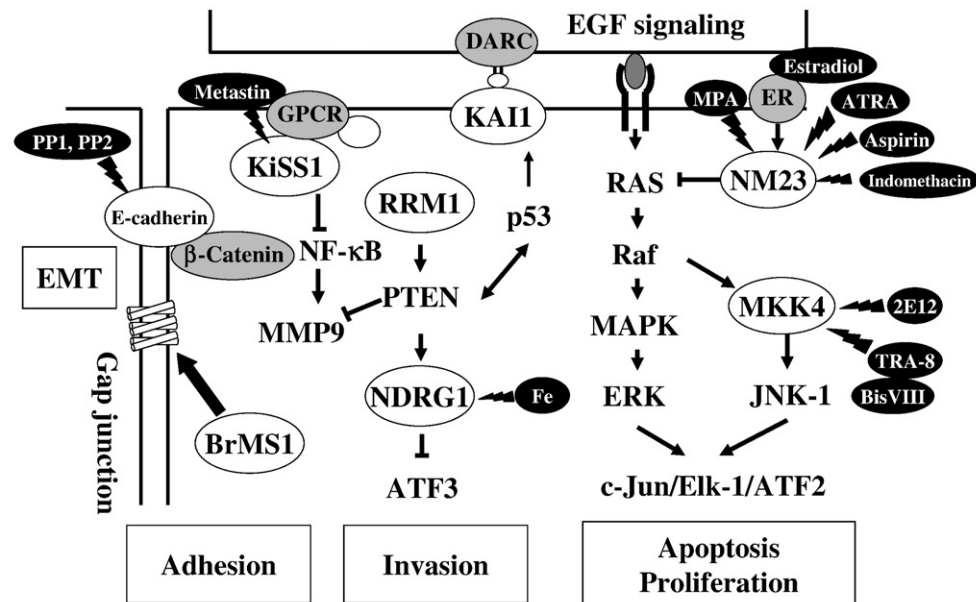 EGF signaling
DARC
Estradiol
Metastin
GPCR
KAI1
MPA
ER
ATRA
PP1, PP2
KiSS1
Aspirin
RAS
NM23
Indomethacin
E-cadherin
RRM1
p53
β-Catenin
NF-κB
Raf
EMT
PTEN
MMP9
MAPK
MKK4
2E12
TRA-8
Gap junction
NDRG1
Fe
ERK
JNK-1
BisVIII
BrMS1
ATF3
c-Jun/Elk-1/ATF2
Adhesion
Invasion
Apoptosis
Proliferation